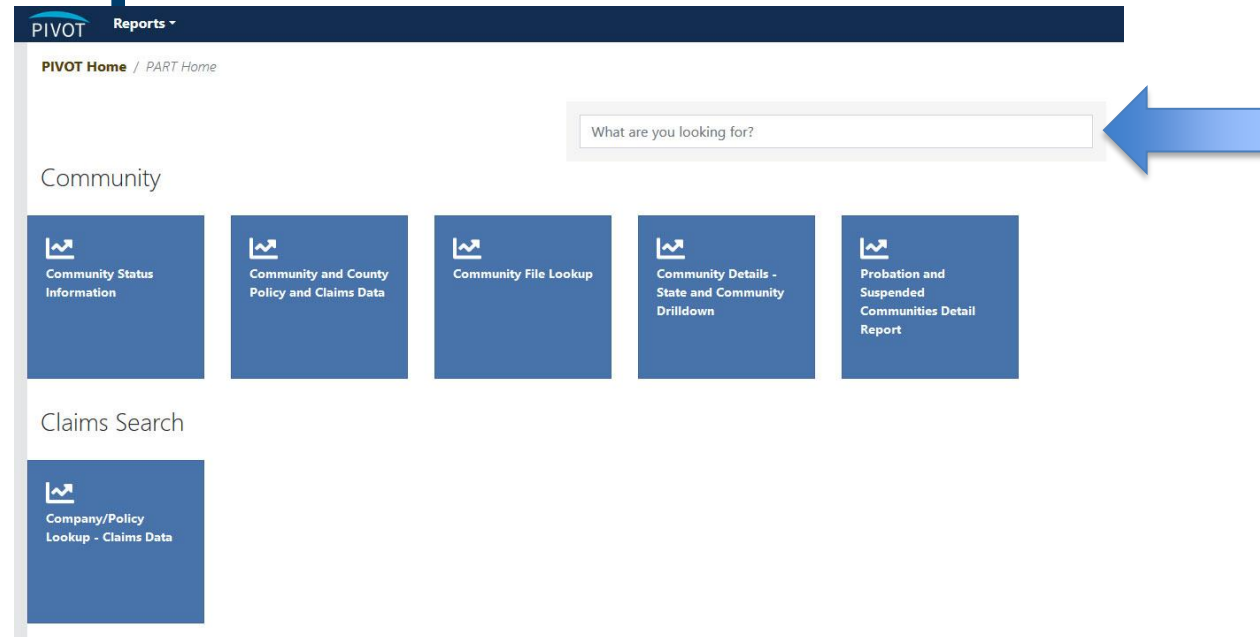 PIVOT Reports
PIVOT Home / PART Home
What are you looking for?
Community
Community Status
Information
Community and County
Policy and Claims Data
Community File Lookup
Community Details -
State and Community
Drilldown
Probation and
Suspended
Communities Detail
Report
Claims Search
Company/Policy
Lookup - Claims Data